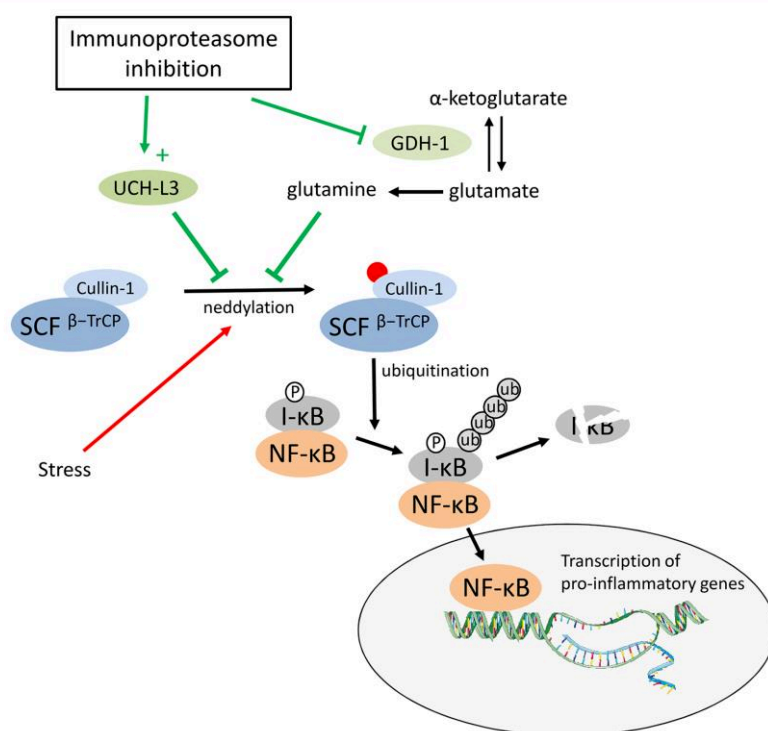 Immunoproteasome
inhibition
α-ketoglutarate
GDH-1
+
UCH-L3
glutamine
glutamate
Cullin-1
SCF β−TrCP
neddylation
Cullin-1
SCF β−TrCP
ubiquitination
Stress
P
I-κB
NF-κB
P
ub
ub
ub
ub
I-κB
NF-κB
I κB
Transcription of
pro-inflammatory genes
NF-κB